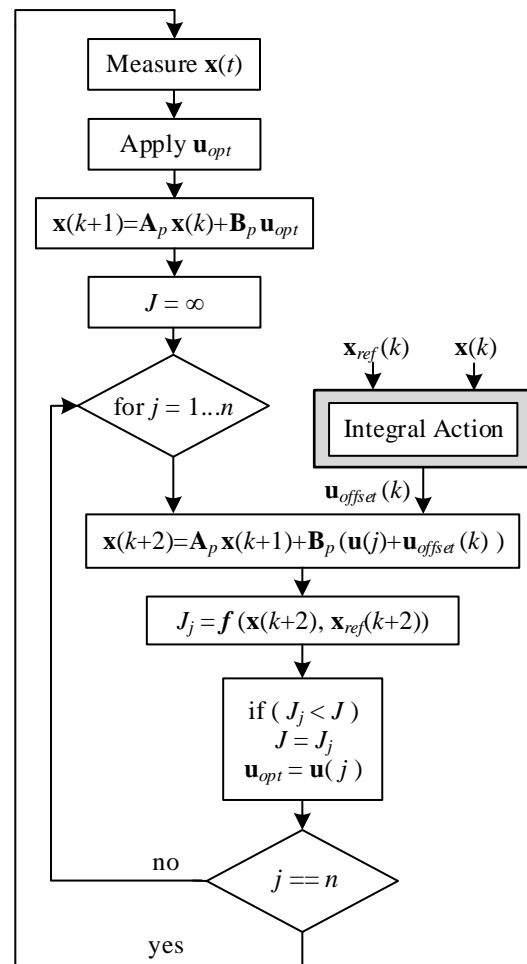 Measure x(t)
Apply u_opt
x(k+1)=A_p x(k)+B_p u_opt
J = ∞
for j = 1...n
x_ref(k) x(k)
Integral Action
u_offset(k)
x(k+2)=A_p x(k+1)+B_p (u(j)+u_offset(k) )
J_j = f (x(k+2), x_ref(k+2))
if ( J_j < J )
J = J_j
u_opt = u( j )
no
j == n
yes